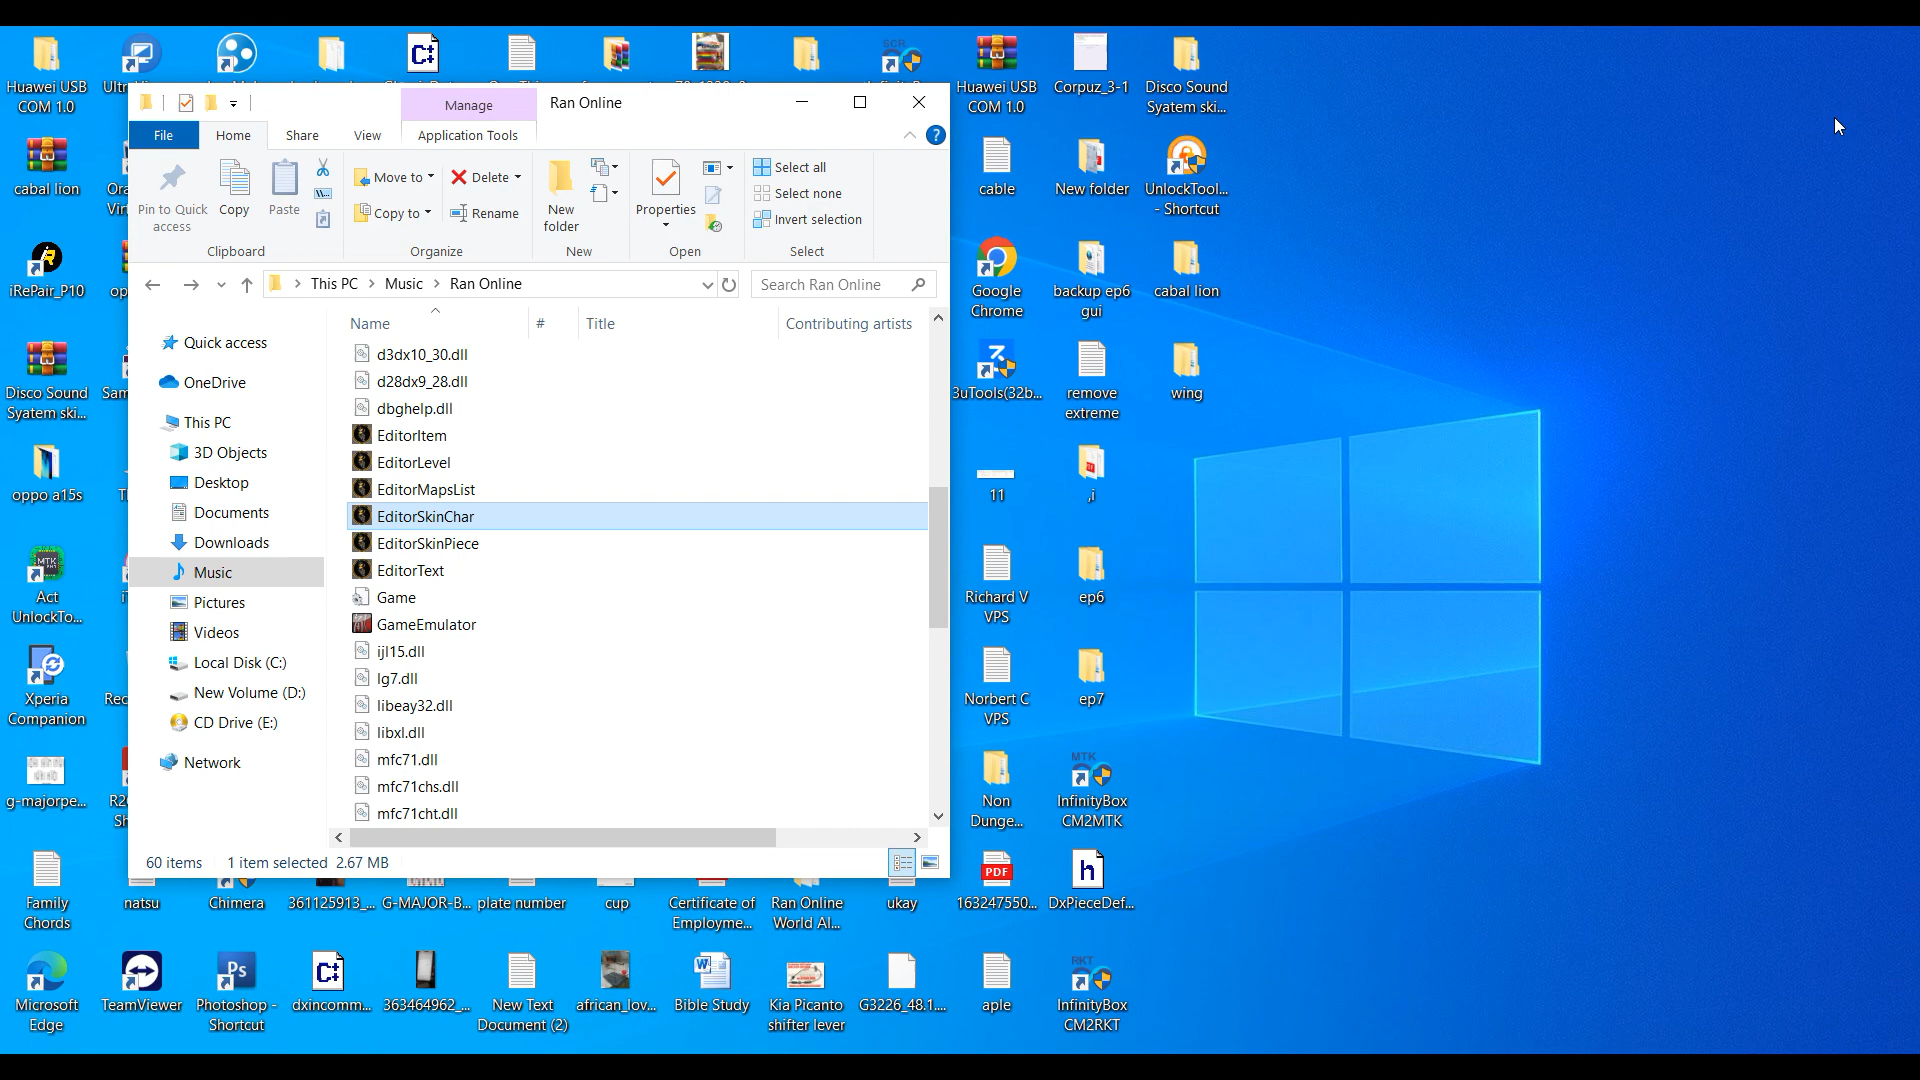 Huawei USB
COM 1.0
cabal lion
iRepair_P10
Disco Sound
Syatem ski...
oppo a15s
Act
UnlockTo...
Xperia
Companion
g-majorpe...
Family
Chords
Microsoft
Edge
Manage
Ran Online
File
Home
Share
View
Application Tools
Pin to Quick
access
Copy
Paste
Clipboard
Move to
Copy to
Delete
Rename
Organize
New
folder
New
Properties
Open
Select all
Select none
Invert selection
Select
This PC
Music
Ran Online
Search Ran Online
Quick access
OneDrive
This PC
3D Objects
Desktop
Documents
Downloads
Music
Pictures
Videos
Local Disk (C:)
New Volume (D:)
CD Drive (E:)
Network
Name
#
Title
Contributing artists
d3dx10_30.dll
d28dx9_28.dll
dbghelp.dll
EditorItem
EditorLevel
EditorMapsList
EditorSkinChar
EditorSkinPiece
EditorText
Game
GameEmulator
ijl15.dll
lg7.dll
libeay32.dll
libxl.dll
mfc71.dll
mfc71chs.dll
mfc71cht.dll
60 items
1 item selected 2.67 MB
natsu
Chimera
361125913_...
G-MAJOR-B...
plate number
cup
Certificate of
Employme...
Ran Online
World Al...
ukay
TeamViewer
Photoshop -
Shortcut
dxincomm...
363464962_...
New Text
Document (2)
african_lov...
Bible Study
Kia Picanto
shifter lever
G3226_48.1....
Huawei USB
COM 1.0
cable
Google
Chrome
3uTools(32b...
11
Richard V
VPS
Norbert C
VPS
Non
Dunge...
PDF
163247550...
aple
Corpuz_3-1
New folder
backup ep6
gui
remove
extreme
,i
ep6
ep7
MTK
InfinityBox
CM2MTK
DxPieceDef...
RKT
InfinityBox
CM2RKT
Disco Sound
Syatem ski...
UnlockTool...
- Shortcut
cabal lion
wing